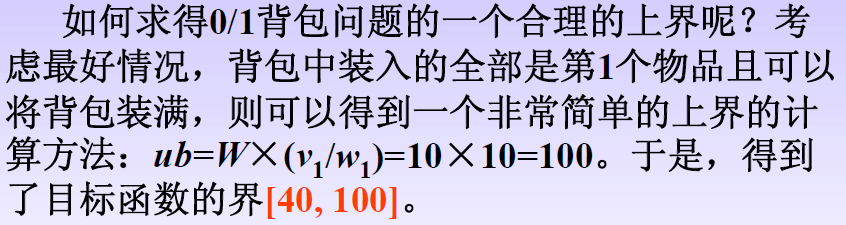 如何求得0/1背包问题的一个合理的上界呢？考
虑最好情况，背包中装入的全部是第1个物品且可以
将背包装满，则可以得到一个非常简单的上界的计
算方法：ub=W×(v1/w1)=10×10=100。于是，得到
了目标函数的界[40, 100]。